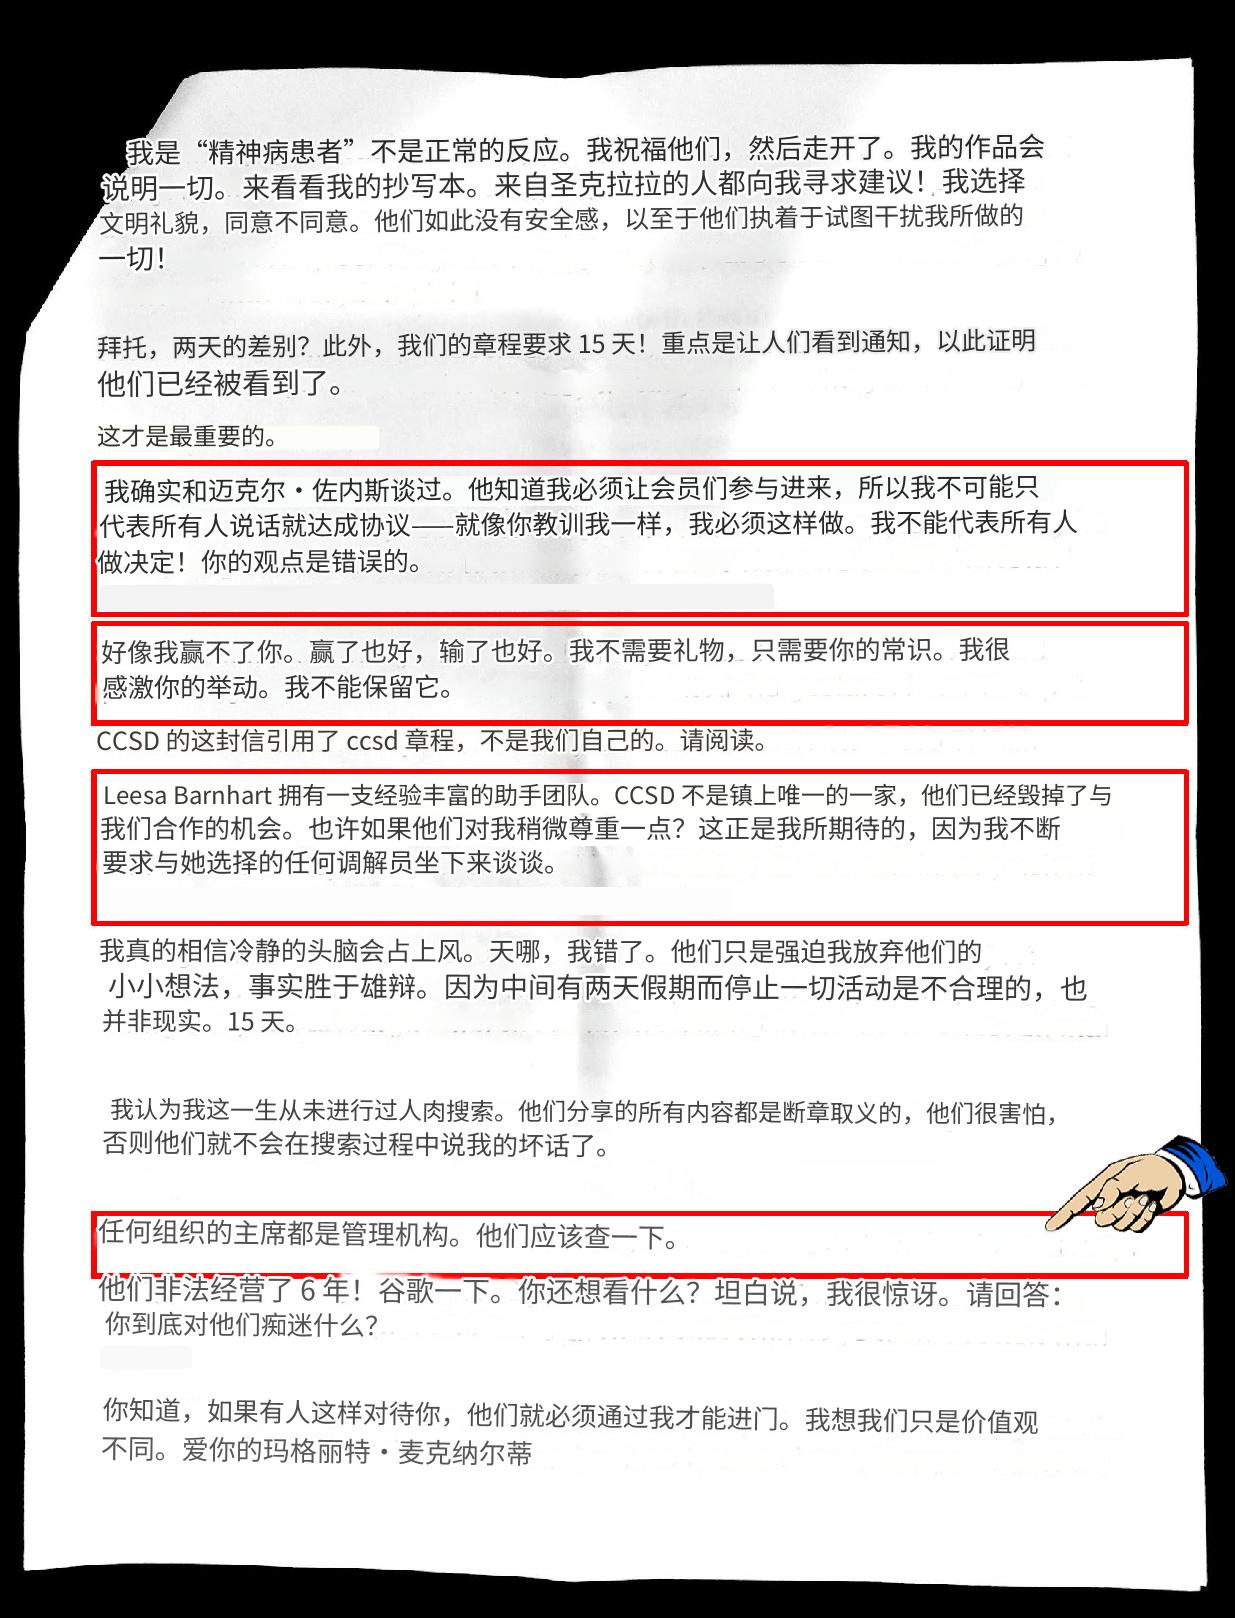 我是“精神病患者”不是正常的反应。我祝福他们，然后走开了。我的作品会
说明一切。来看看我的抄写本。来自圣克拉拉的人都向我寻求建议！我选择
文明礼貌，同意不同意。他们如此没有安全感，以至于他们执着于试图干扰我所做的
一切！
拜托，两天的差别？此外，我们的章程要求 15 天！重点是让人们看到通知，以此证明
他们已经被看到了。
这才是最重要的。
我确实和迈克尔·佐内斯谈过。他知道我必须让会员们参与进来，所以我不可能只
代表所有人说话就达成协议——就像你教训我一样，我必须这样做。我不能代表所有人
做决定！你的观点是错误的。
好像我赢不了你。赢了也好，输了也好。我不需要礼物，只需要你的常识。我很
感激你的举动。我不能保留它。
CCSD 的这封信引用了 ccsd 章程，不是我们自己的。请阅读。
Leesa Barnhart 拥有一支经验丰富的助手团队。CCSD 不是镇上唯一的一家，他们已经毁掉了与
我们合作的机会。也许如果他们对我稍微尊重一点？这正是我所期待的，因为我不断
要求与她选择的任何调解员坐下来谈谈。
我真的相信冷静的头脑会占上风。天哪，我错了。他们只是强迫我放弃他们的
小小想法，事实胜于雄辩。因为中间有两天假期而停止一切活动是不合理的，也
并非现实。15 天。
我认为我这一生从未进行过人肉搜索。他们分享的所有内容都是断章取义的，他们很害怕，
否则他们就不会在搜索过程中说我的坏话了。
任何组织的主席都是管理机构。他们应该查一下。
他们非法经营了 6 年！谷歌一下。你还想看什么？坦白说，我很惊讶。请回答：
你到底对他们痴迷什么？
你知道，如果有人这样对待你，他们就必须通过我才能进门。我想我们只是价值观
不同。爱你的玛格丽特·麦克纳尔蒂